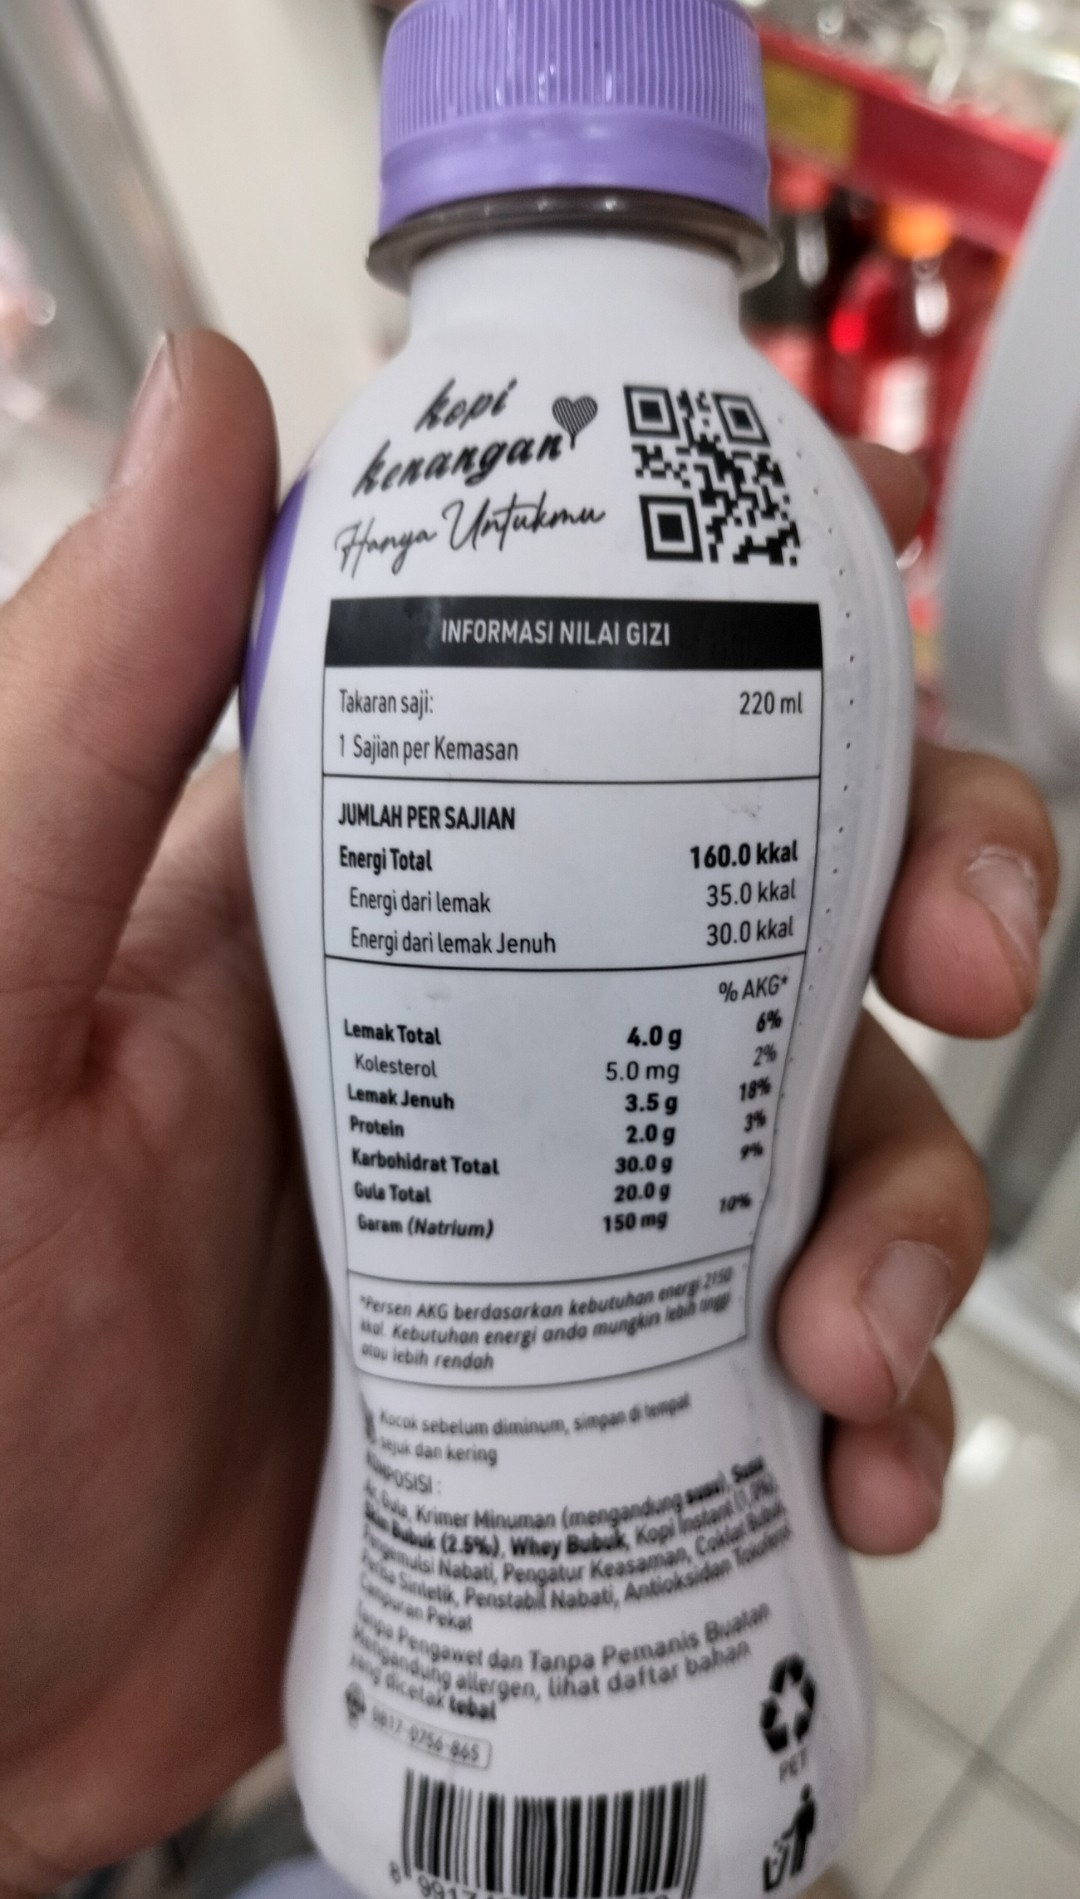 kopi
kenangan
Hanya Untukmu
INFORMASI NILAI GIZI
Takaran saji: 220 ml
1 Sajian per Kemasan
JUMLAH PER SAJIAN
Energi Total 160.0 kkal
Energi dari lemak 35.0 kkal
Energi dari lemak Jenuh 30.0 kkal
% AKG*
Lemak Total 4.0 g 6%
Kolesterol 5.0 mg 2%
Lemak Jenuh 3.5 g 18%
Protein 2.0 g 3%
Karbohidrat Total 30.0 g 9%
Gula Total 20.0 g
Garam (Natrium) 150 mg 10%
*Persen AKG berdasarkan kebutuhan energi 2150
kkal. Kebutuhan energi anda mungkin lebih tinggi
atau lebih rendah
Kocok sebelum diminum, simpan di tempat
sejuk dan kering
KOMPOSISI :
Air, Gula, Krimer Minuman (mengandung susu), Susu
Skim Bubuk (2.5%), Whey Bubuk, Kopi Instan
Pengemulsi Nabati, Pengatur Keasaman, Coklat Bubuk,
Perisa Sintetik, Penstabil Nabati, Antioksidan Tokoferol
Campuran Pekat
Tanpa Pengawet dan Tanpa Pemanis Buatan
Mengandung allergen, lihat daftar bahan
yang dicetak tebal
0817-0756-865
PET
8 9917